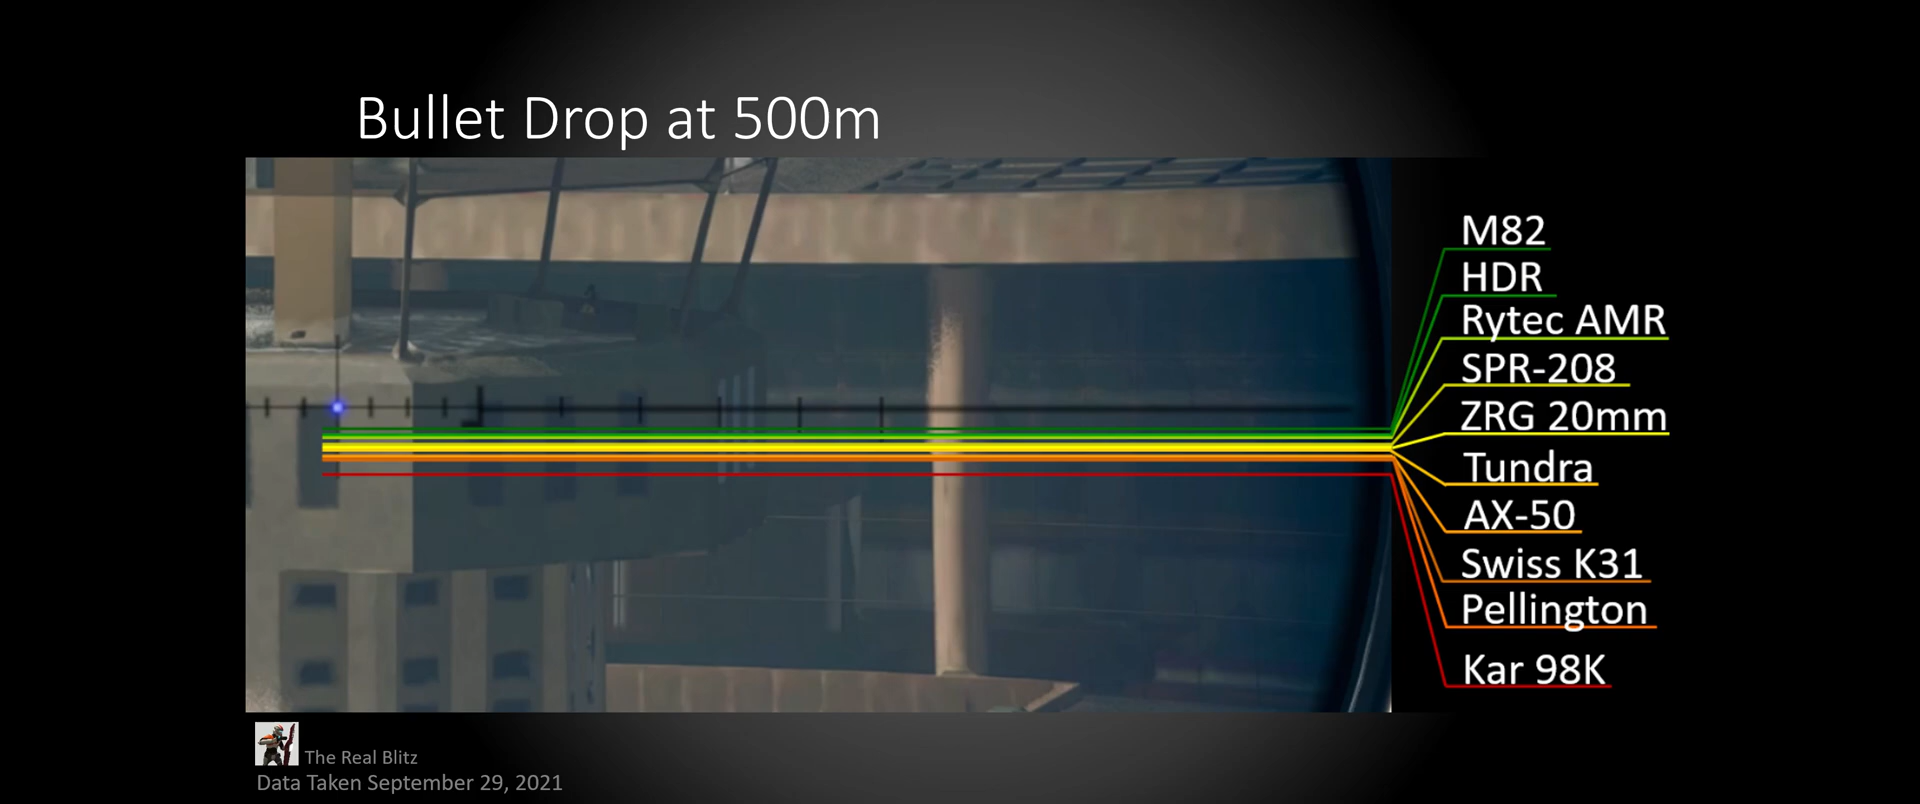 Bullet Drop at 500m
M82
HDR
Rytec AMR
SPR-208
ZRG 20mm
Tundra
AX-50
Swiss K31
Pellington
Kar 98K
The Real Blitz
Data Taken September 29, 2021